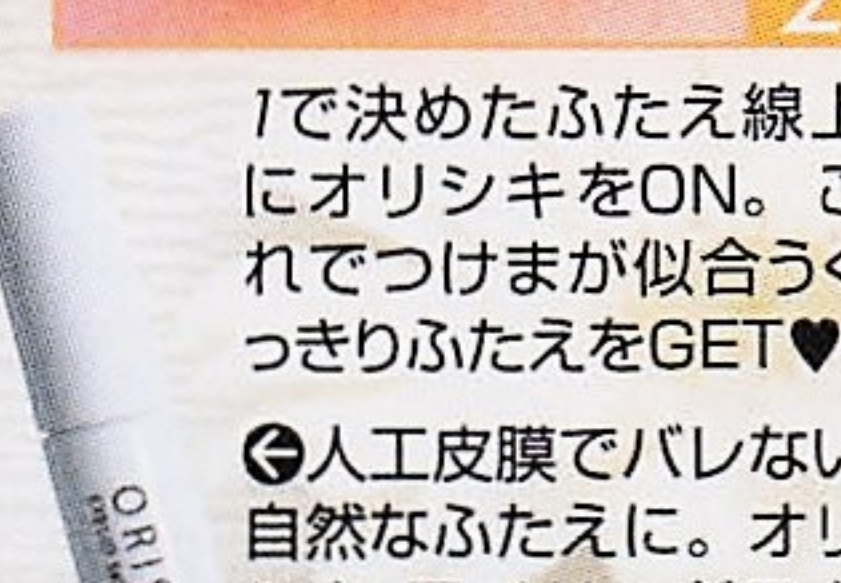 2
1で決めたふたえ線上
にオリシキをON。こ
れでつけまが似合うく
っきりふたえをGET♥
←人工皮膜でバレない
自然なふたえに。オリ
ORIS